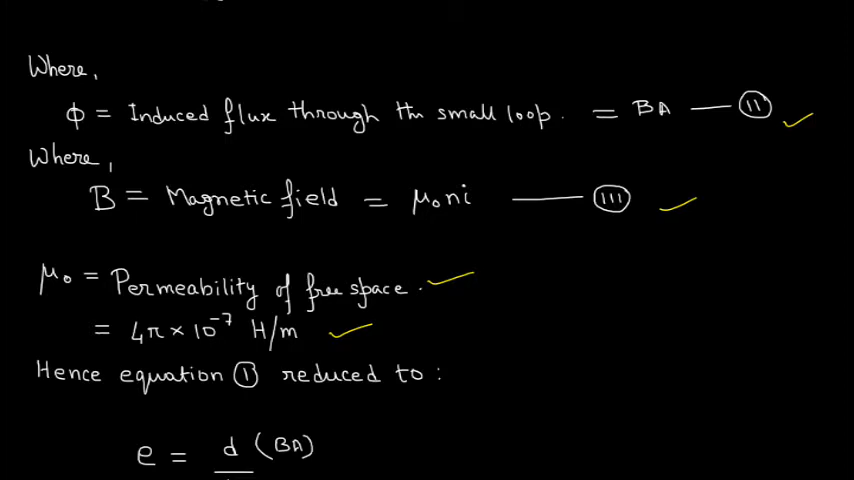 Where,
ϕ = Induced flux through the small loop. = BA — (II)
Where,
B = Magnetic field = μ₀ni — (III)
μ₀ = Permeability of free space.
= 4π × 10⁻⁷ H/m
Hence equation (I) reduced to :
e = d (BA)